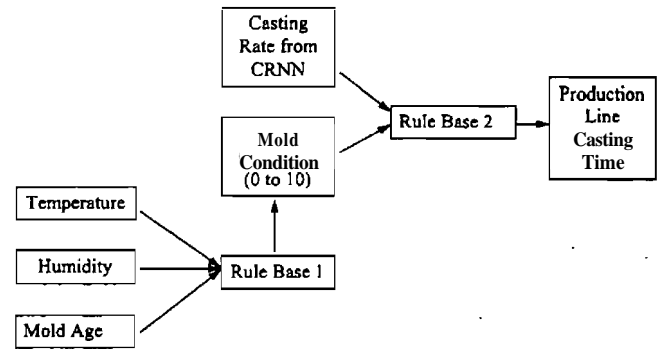 Casting
Rate from
CRNN
Production
Line
Casting
Time
Rule Base 2
Mold
Condition
(0 to 10)
Temperature
Humidity
Rule Base 1
Mold Age